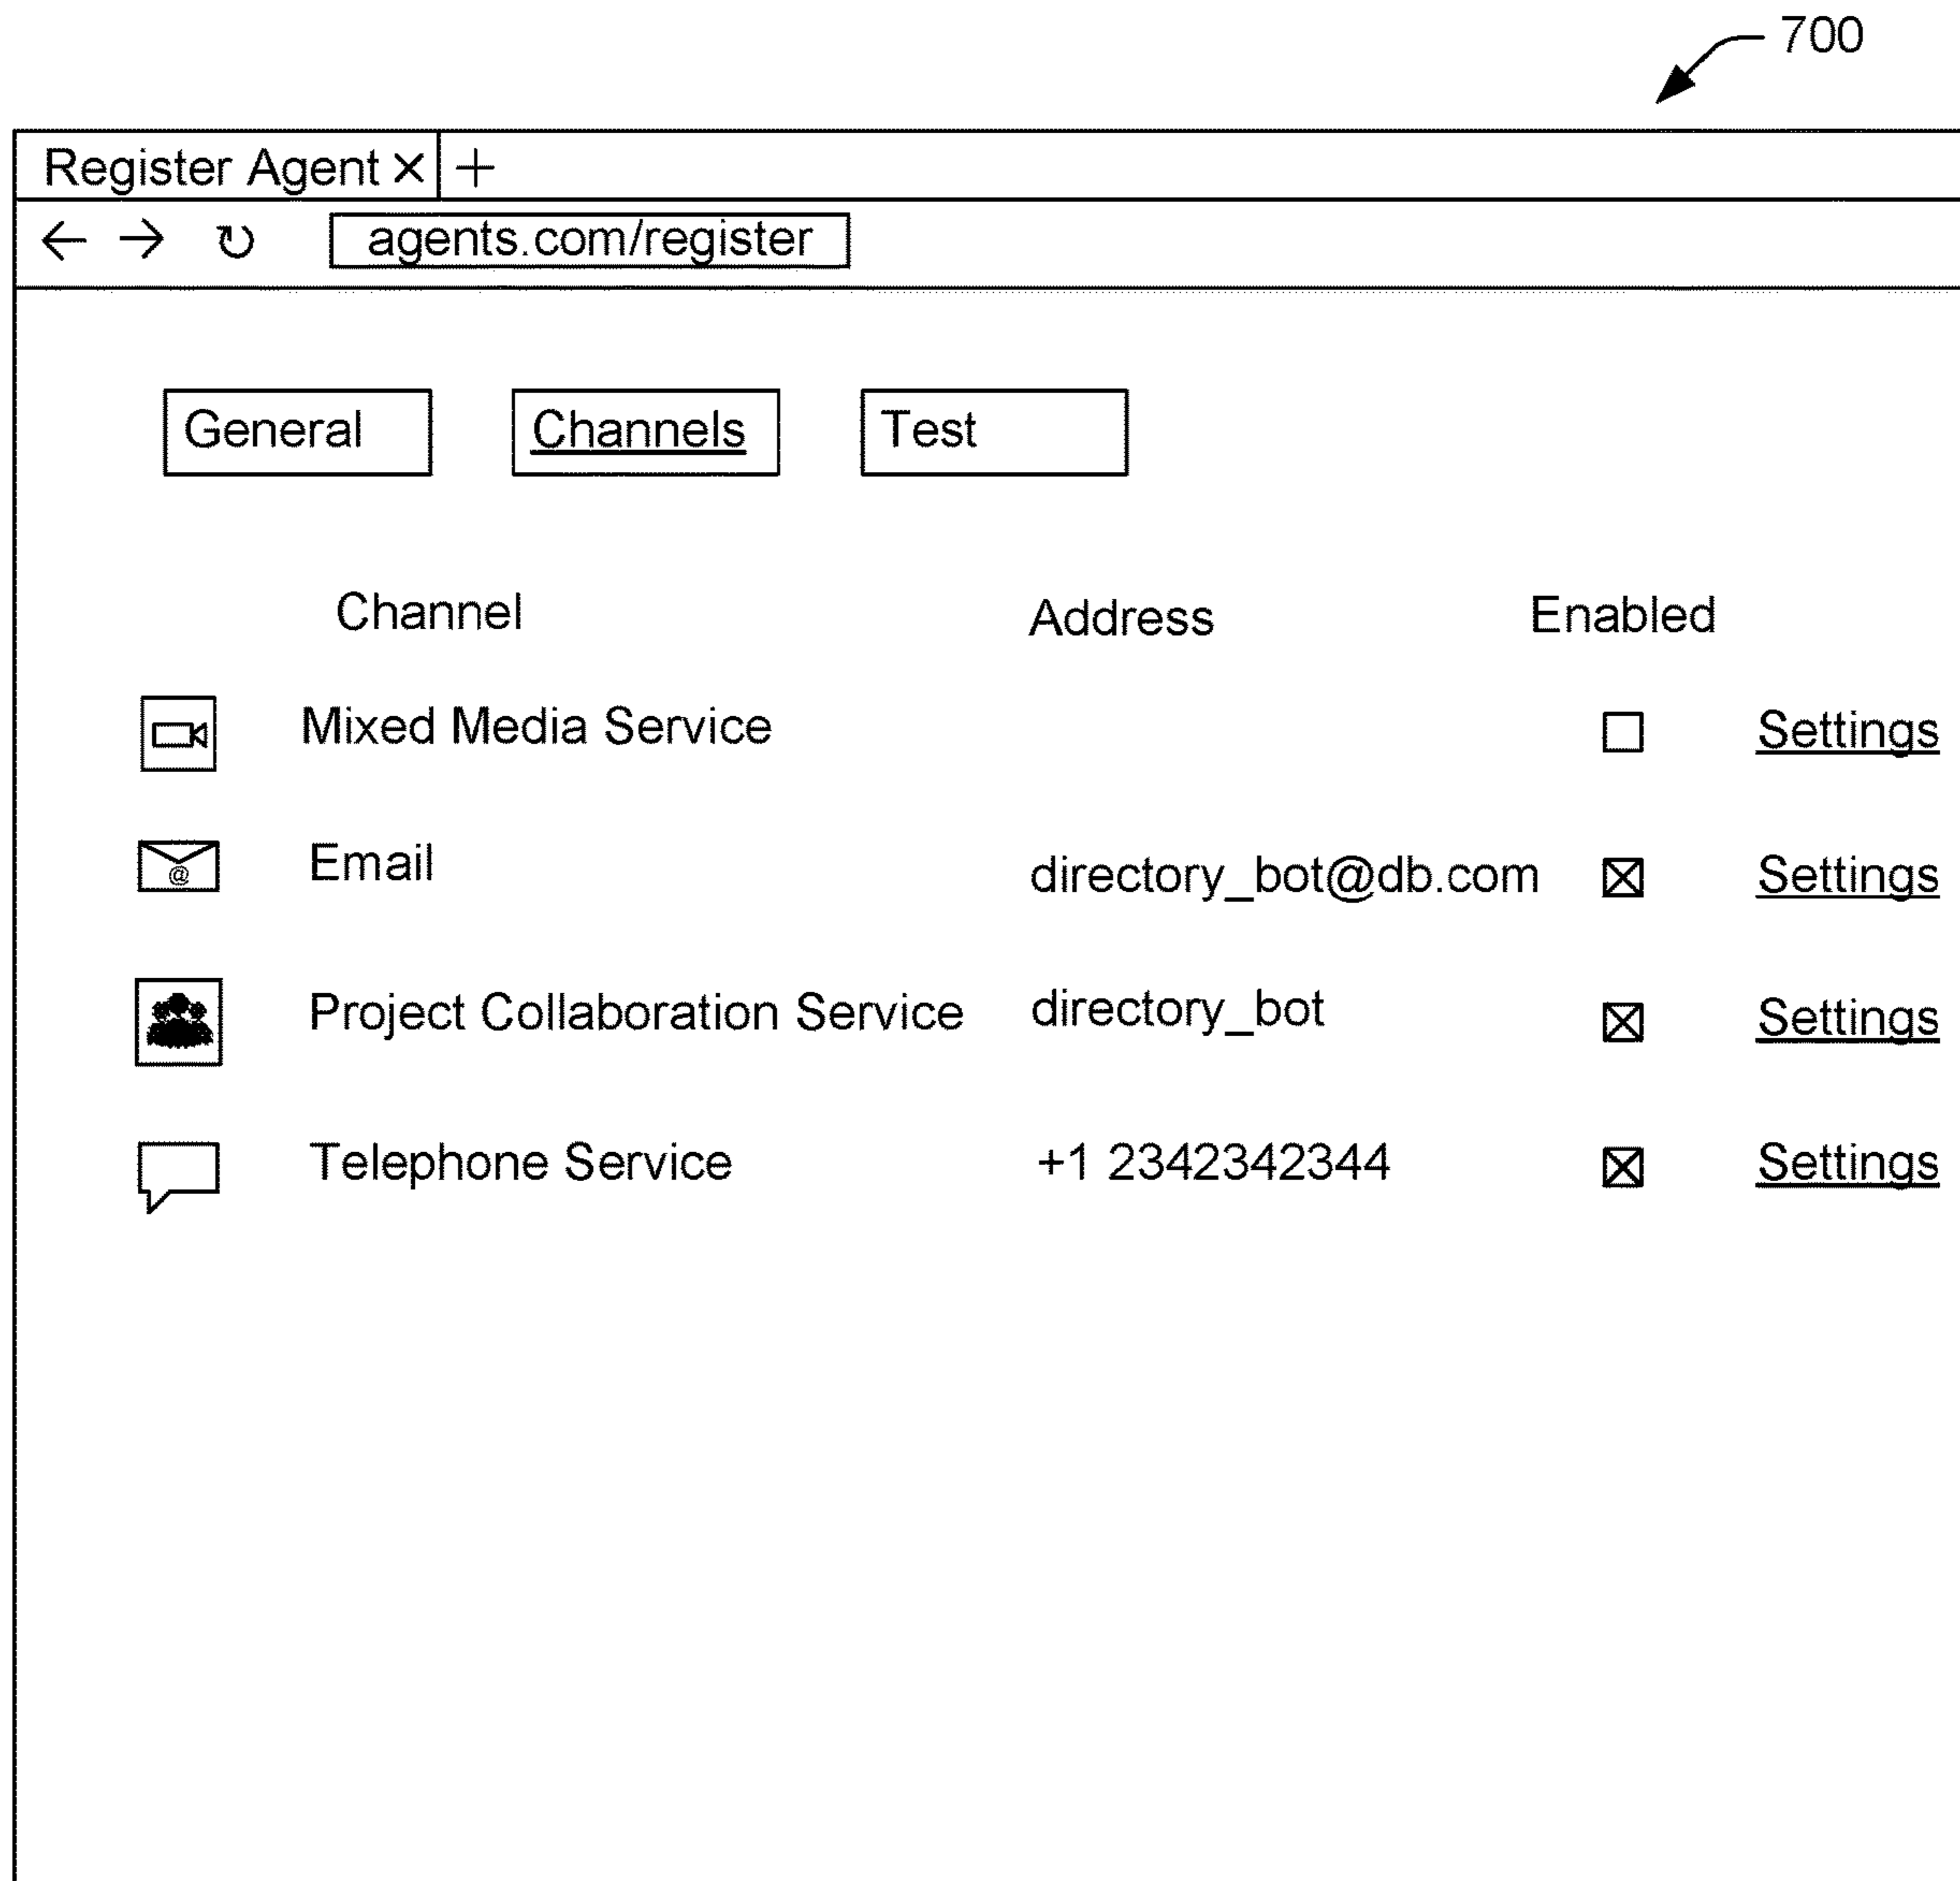 700
Register Agent × +
← → ↻ agents.com/register
General Channels Test
Channel Address Enabled
Mixed Media Service Settings
@ Email directory_bot@db.com Settings
Project Collaboration Service directory_bot Settings
Telephone Service +1 2342342344 Settings